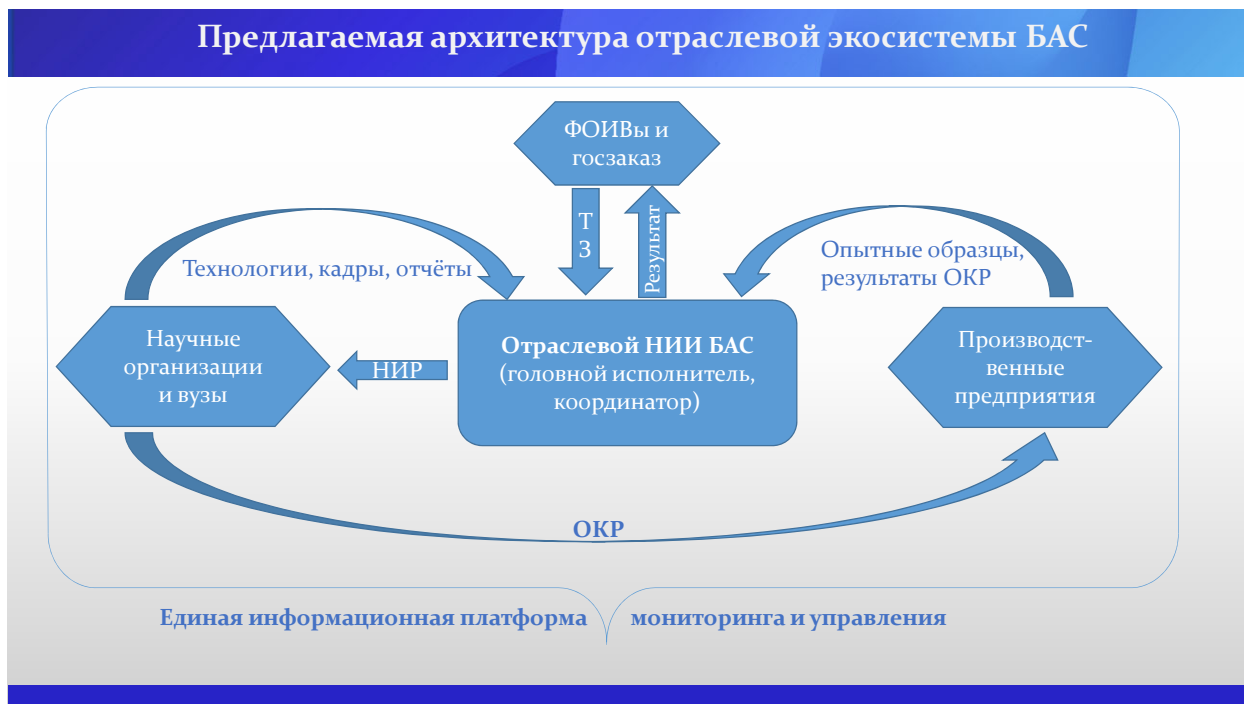 Предлагаемая архитектура отраслевой экосистемы БАС
ФОИВы и
госзаказ
Т
З
Результат
Технологии, кадры, отчёты
Опытные образцы,
результаты ОКР
Научные
организации
и вузы
НИР
Отраслевой НИИ БАС
(головной исполнитель,
координатор)
Производст-
венные
предприятия
ОКР
Единая информационная платформа
мониторинга и управления